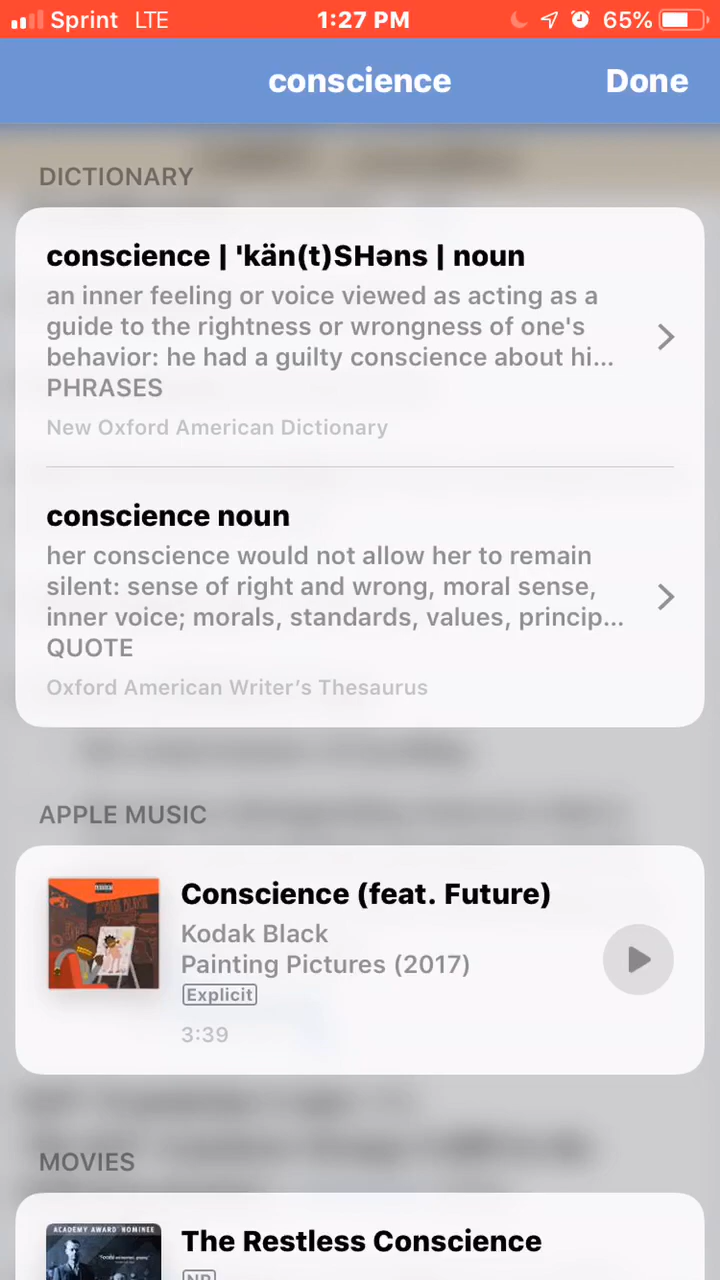 Sprint LTE 1:27 PM 65%
conscience Done
DICTIONARY
conscience | 'kän(t)SHəns | noun
an inner feeling or voice viewed as acting as a
guide to the rightness or wrongness of one's
behavior: he had a guilty conscience about hi...
PHRASES
New Oxford American Dictionary
conscience noun
her conscience would not allow her to remain
silent: sense of right and wrong, moral sense,
inner voice; morals, standards, values, princip...
QUOTE
Oxford American Writer’s Thesaurus
APPLE MUSIC
Conscience (feat. Future)
Kodak Black
Painting Pictures (2017)
Explicit
3:39
MOVIES
ACADEMY AWARD NOMINEE
The Restless Conscience
NR